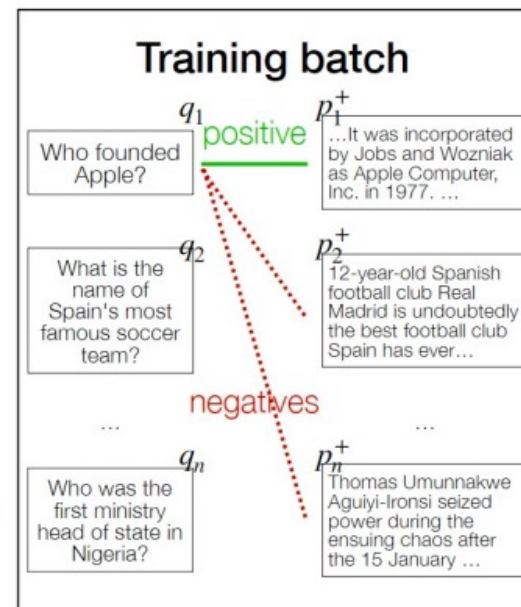 Training batch
q1
p1+
positive
Who founded
Apple?
…It was incorporated
by Jobs and Wozniak
as Apple Computer,
Inc. in 1977. …
q2
p2+
What is the
name of
Spain's most
famous soccer
team?
12-year-old Spanish
football club Real
Madrid is undoubtedly
the best football club
Spain has ever…
negatives
…
…
qn
pn+
Who was the
first ministry
head of state in
Nigeria?
Thomas Umunnakwe
Aguiyi-Ironsi seized
power during the
ensuing chaos after
the 15 January …